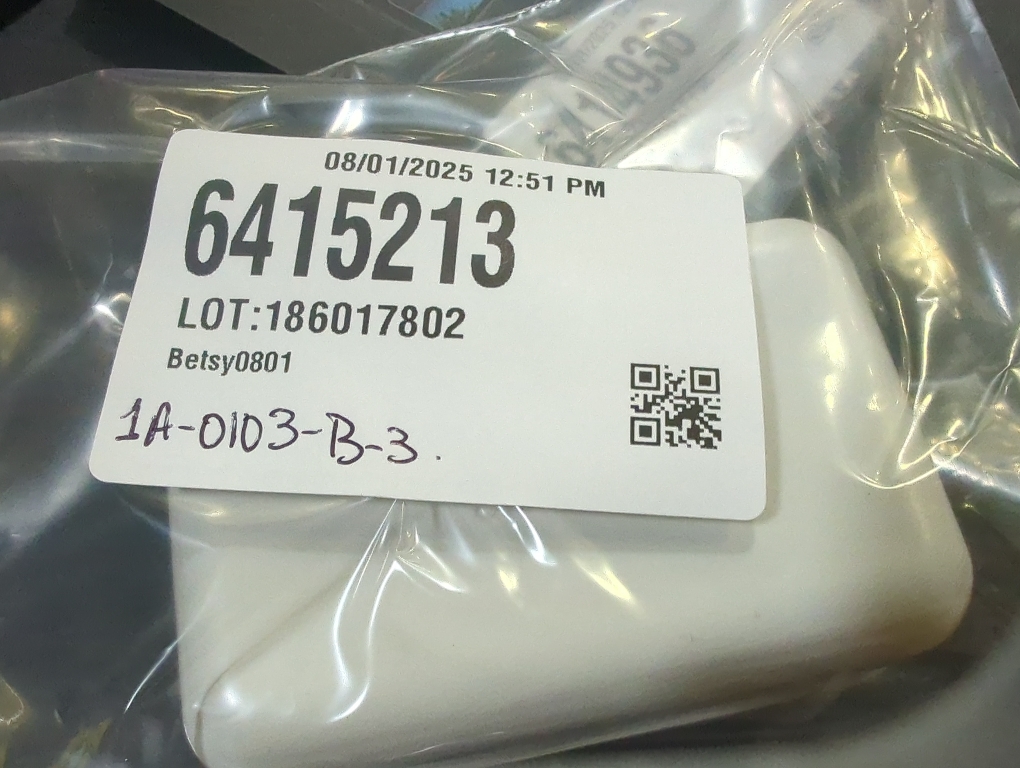 08/01/2025 12:51 PM
6415213
LOT:186017802
Betsy0801
1A-0103-B-3.